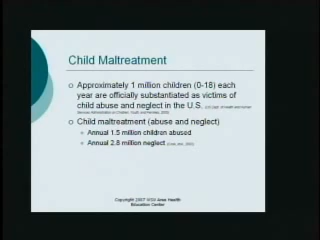 Child Maltreatment
Approximately 1 million children (0-18) each
year are officially substantiated as victims of
child abuse and neglect in the U.S.
Child maltreatment (abuse and neglect)
Annual 1.5 million children abused
Annual 2.8 million neglect
Copyright 2007 VISN Area Health
Education Center